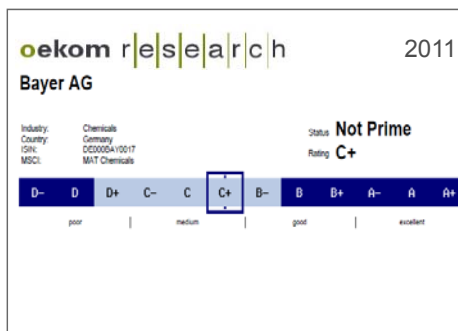 oekom r|e|s|e|a|r|c|h 2011
Bayer AG
Industry: Chemicals
Country: Germany
ISIN: DE000BAY0017
MSCI: MAT Chemicals
Status Not Prime
Rating C+
D– D D+ C– C C+ B– B B+ A– A A+
poor | medium | good | excellent